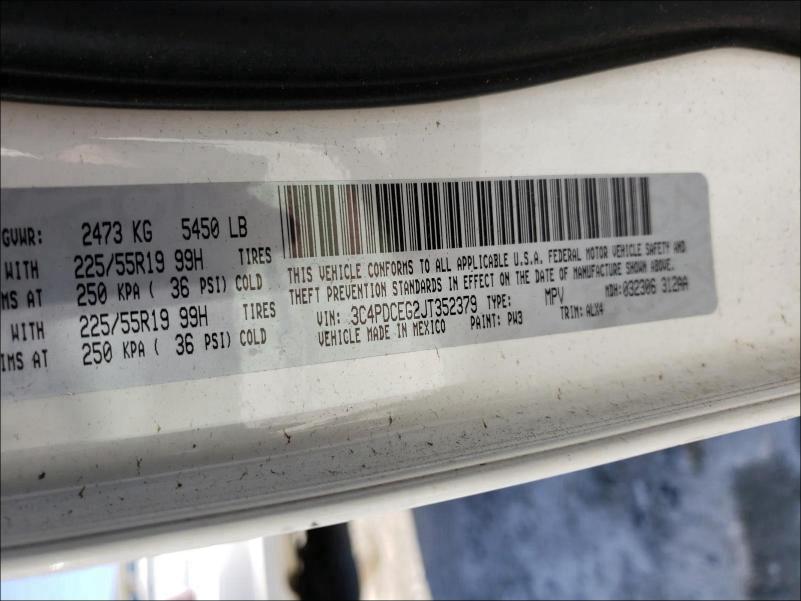 GVWR: 2473 KG 5450 LB
WITH 225/55R19 99H TIRES
IMS AT 250 KPA ( 36 PSI) COLD
WITH 225/55R19 99H TIRES
IMS AT 250 KPA ( 36 PSI) COLD
THIS VEHICLE CONFORMS TO ALL APPLICABLE U.S.A. FEDERAL MOTOR VEHICLE SAFETY AND
THEFT PREVENTION STANDARDS IN EFFECT ON THE DATE OF MANUFACTURE SHOWN ABOVE.
VIN: 3C4PDCEG2JT352379 TYPE: MPV MDH: 032306 312AA
VEHICLE MADE IN MEXICO PAINT: PW3 TRIM: ALX4